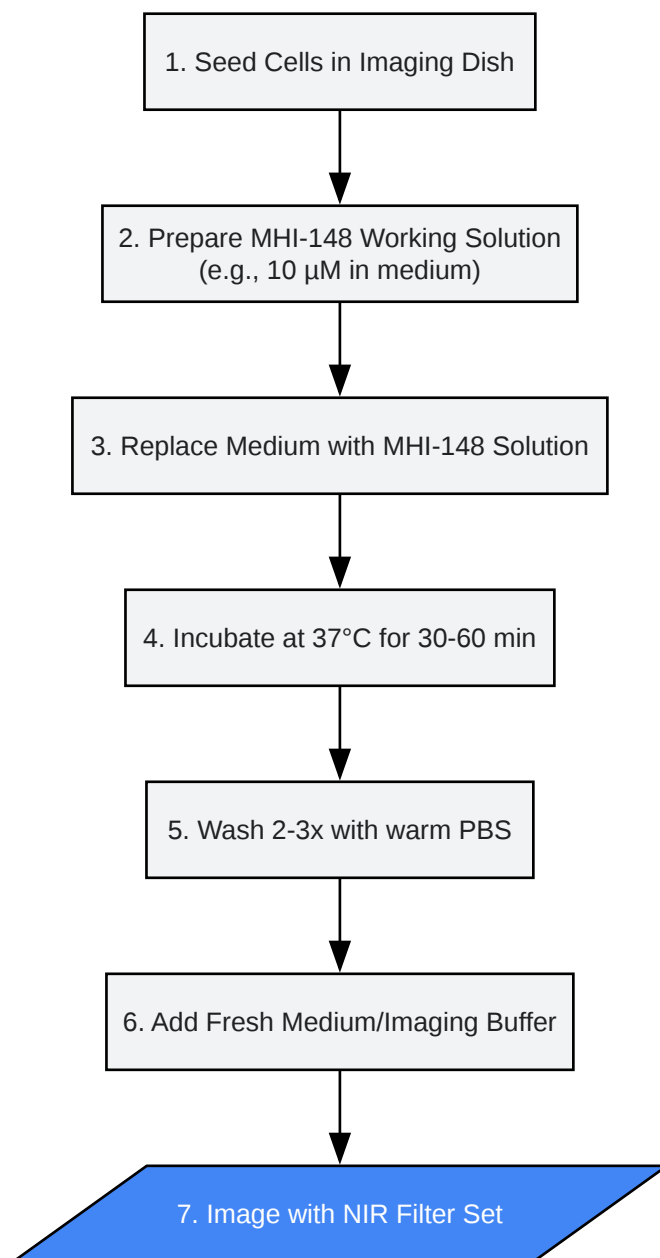 1. Seed Cells in Imaging Dish
2. Prepare MHI-148 Working Solution
(e.g., 10 µM in medium)
3. Replace Medium with MHI-148 Solution
4. Incubate at 37°C for 30-60 min
5. Wash 2-3x with warm PBS
6. Add Fresh Medium/Imaging Buffer
7. Image with NIR Filter Set